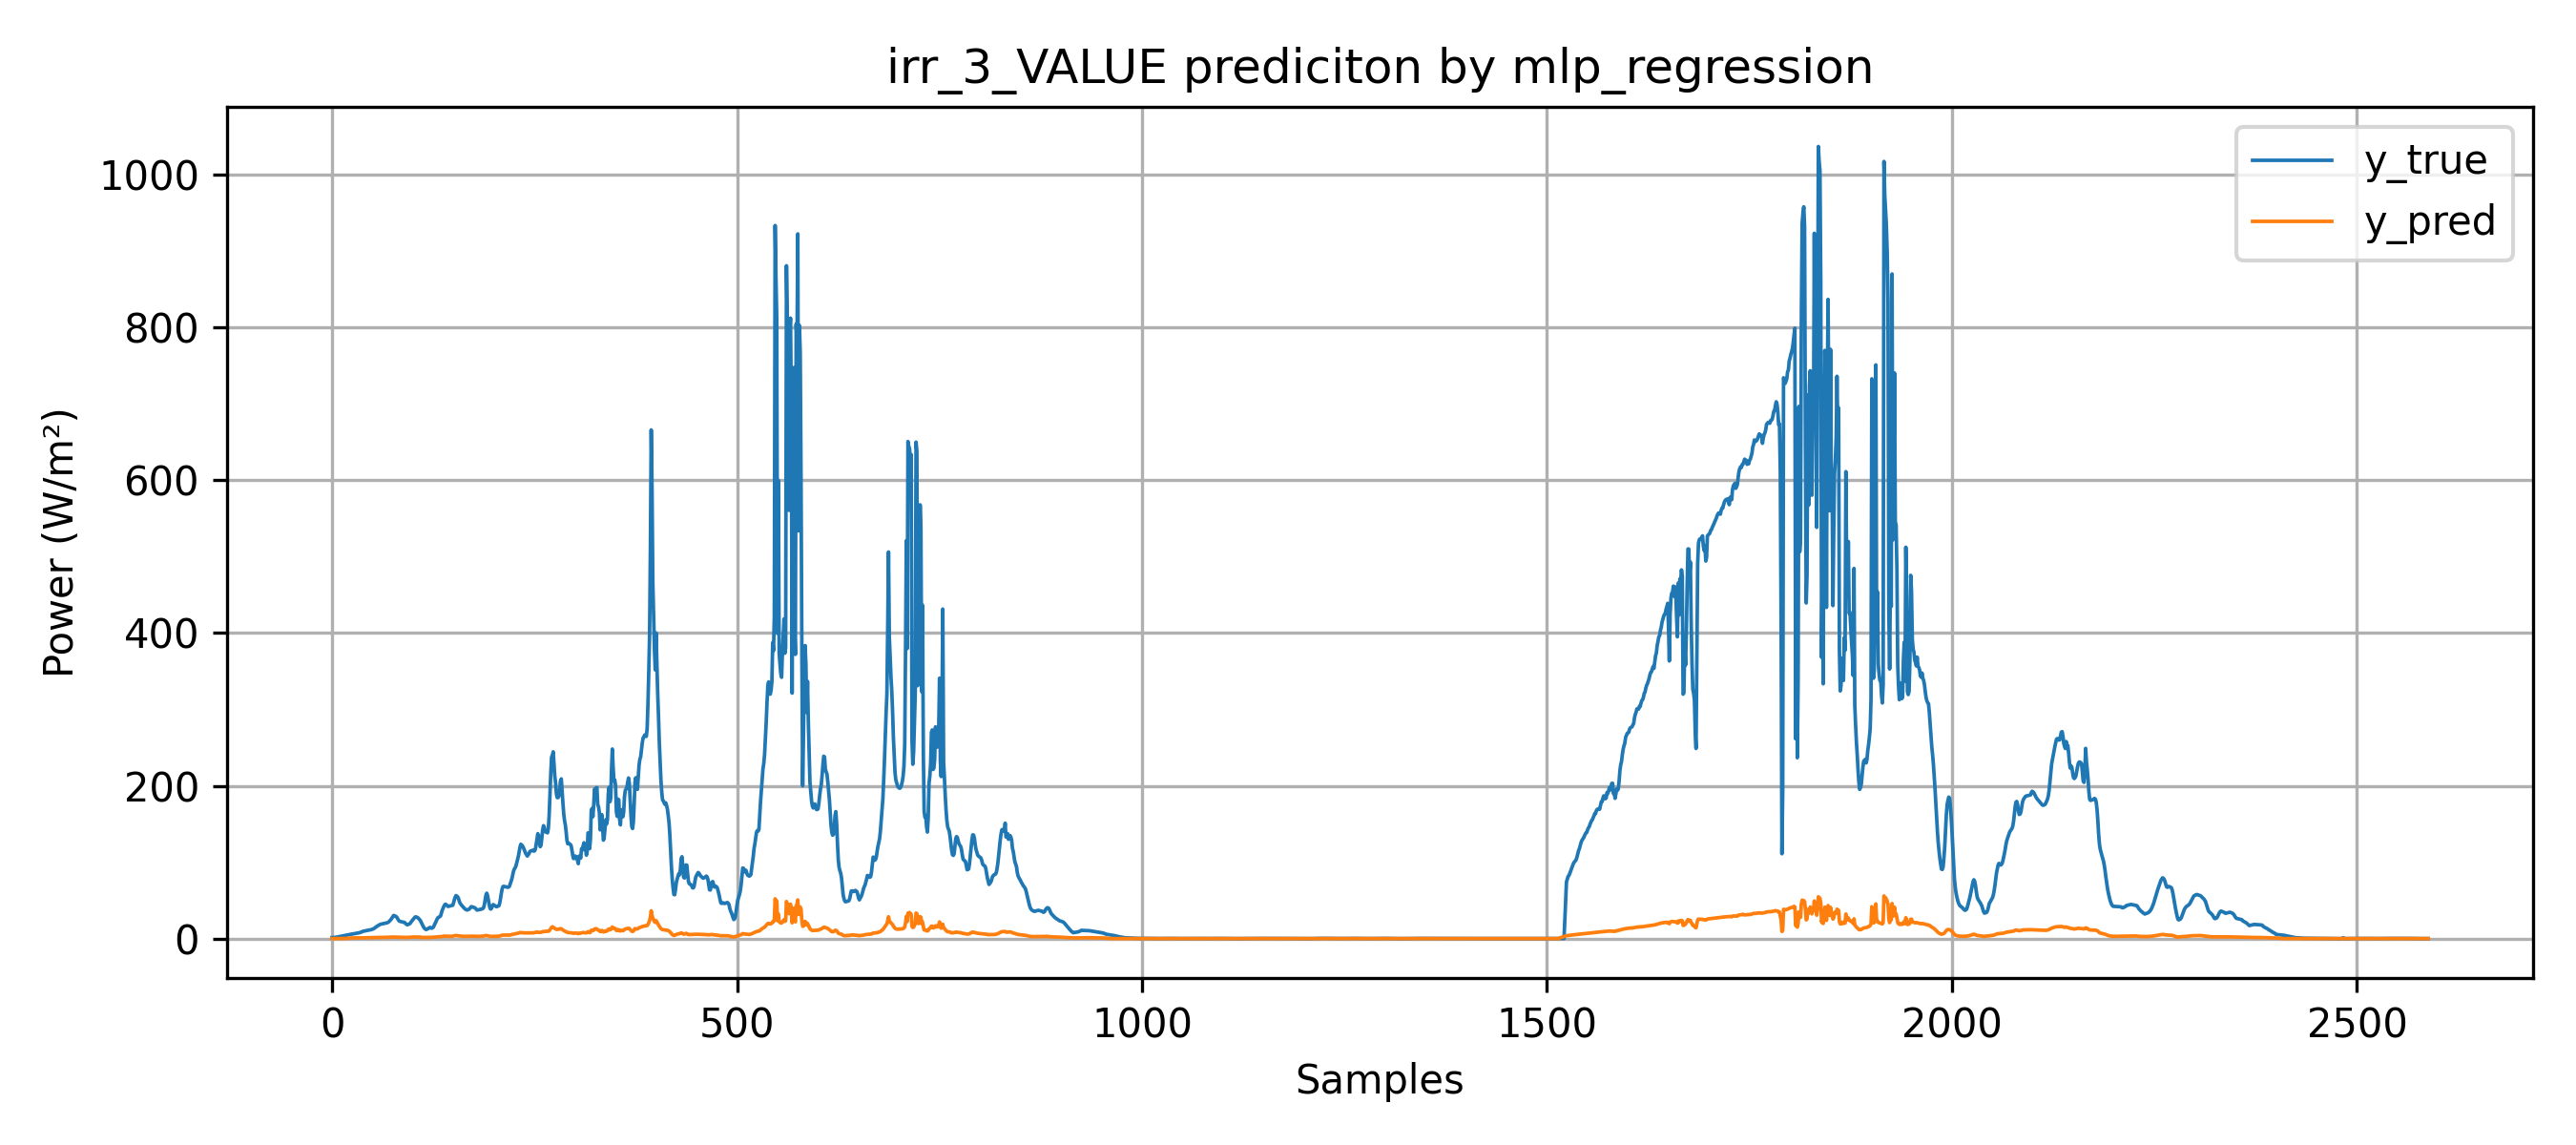 irr_3_VALUE prediciton by mlp_regression
y_true
y_pred
Power (W/m²)
1000
800
600
400
200
0
0 500 1000 1500 2000 2500
Samples